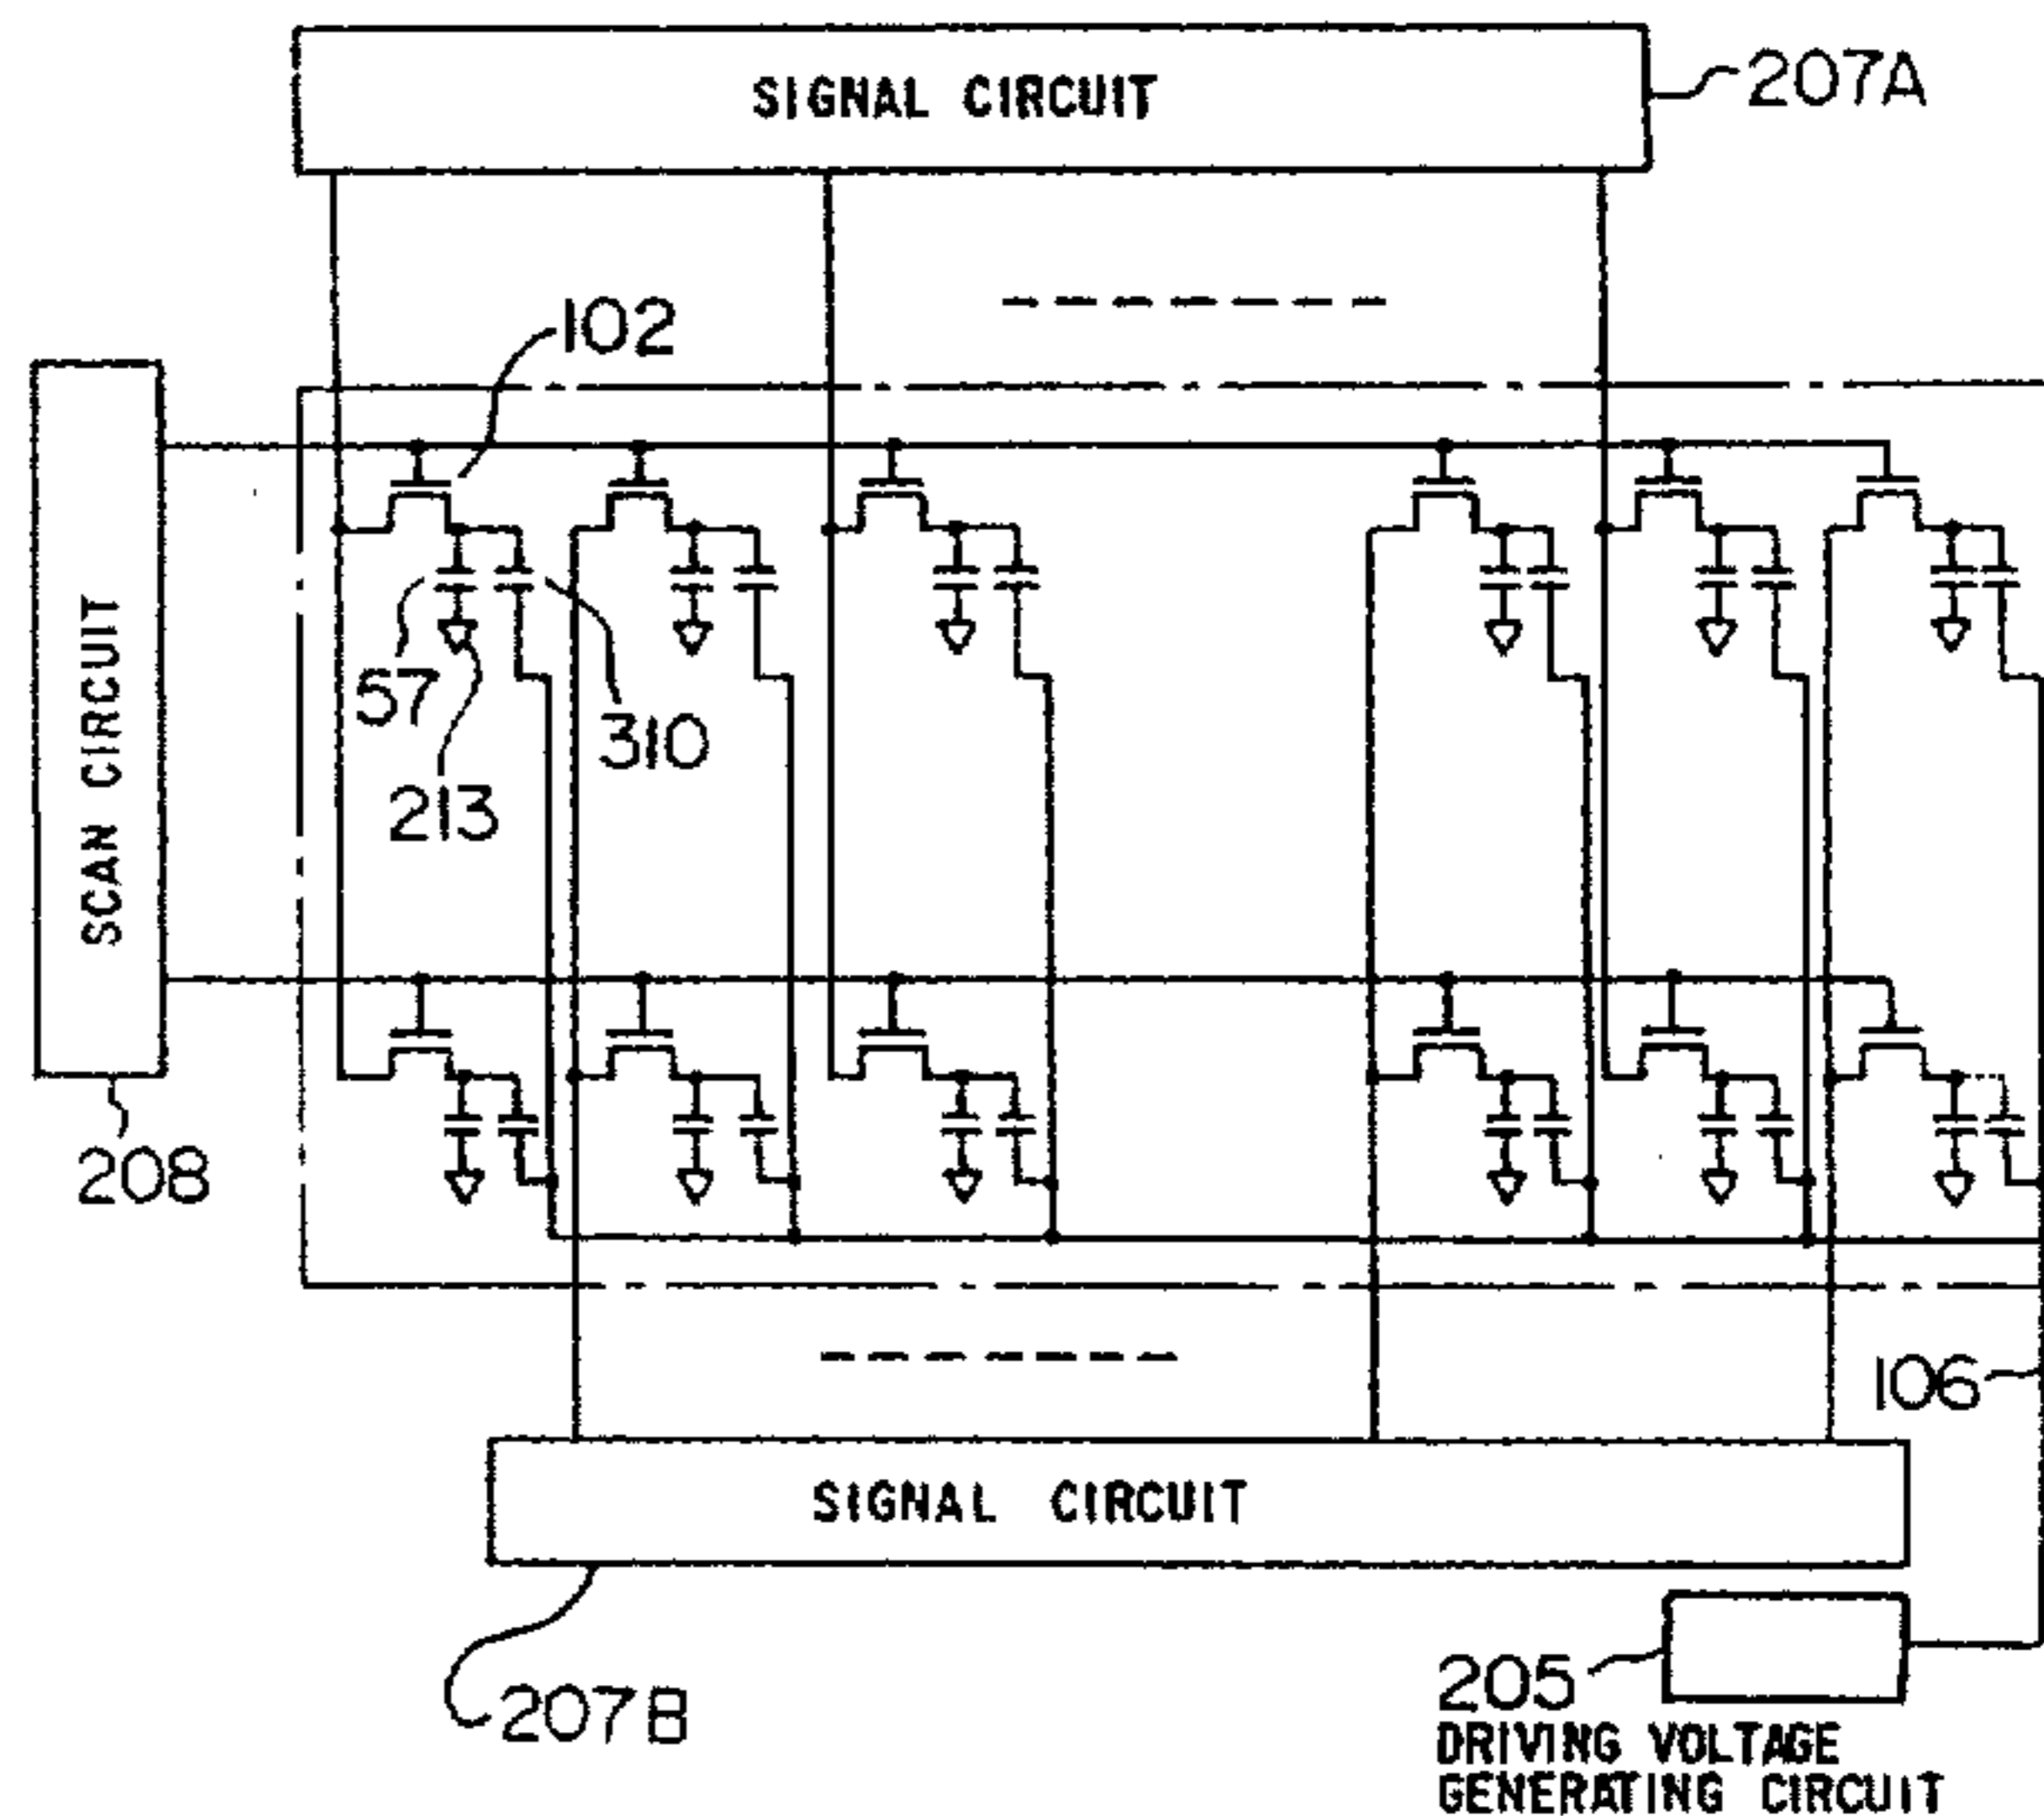 SIGNAL CIRCUIT
207A
102
SCAN CIRCUIT
57
310
213
208
106
SIGNAL CIRCUIT
205
207B
DRIVING VOLTAGE
GENERATING CIRCUIT